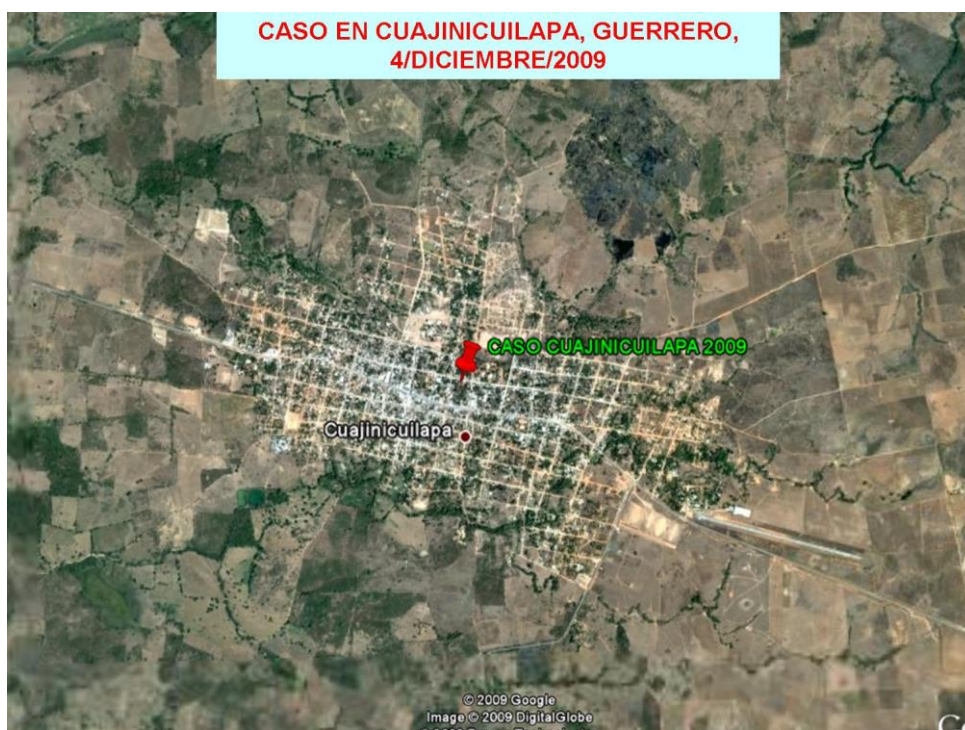 CASO EN CUAJINICUILAPA, GUERRERO,
4/DICIEMBRE/2009
CASO CUAJINICUILAPA 2009
Cuajinicuilapa
© 2009 Google
Image © 2009 DigitalGlobe